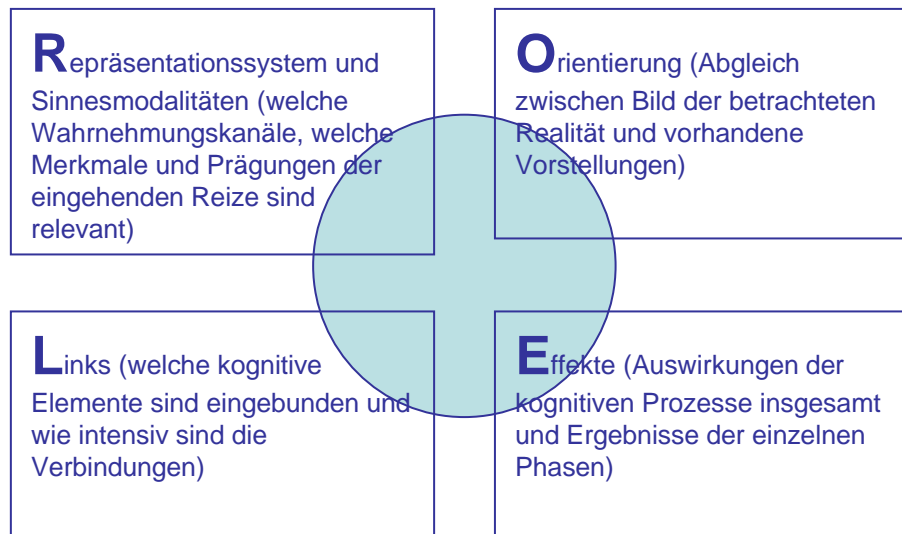 Repräsentationssystem und
Sinnesmodalitäten (welche
Wahrnehmungskanäle, welche
Merkmale und Prägungen der
eingehenden Reize sind
relevant)
Orientierung (Abgleich
zwischen Bild der betrachteten
Realität und vorhandene
Vorstellungen)
Links (welche kognitive
Elemente sind eingebunden und
wie intensiv sind die
Verbindungen)
Effekte (Auswirkungen der
kognitiven Prozesse insgesamt
und Ergebnisse der einzelnen
Phasen)